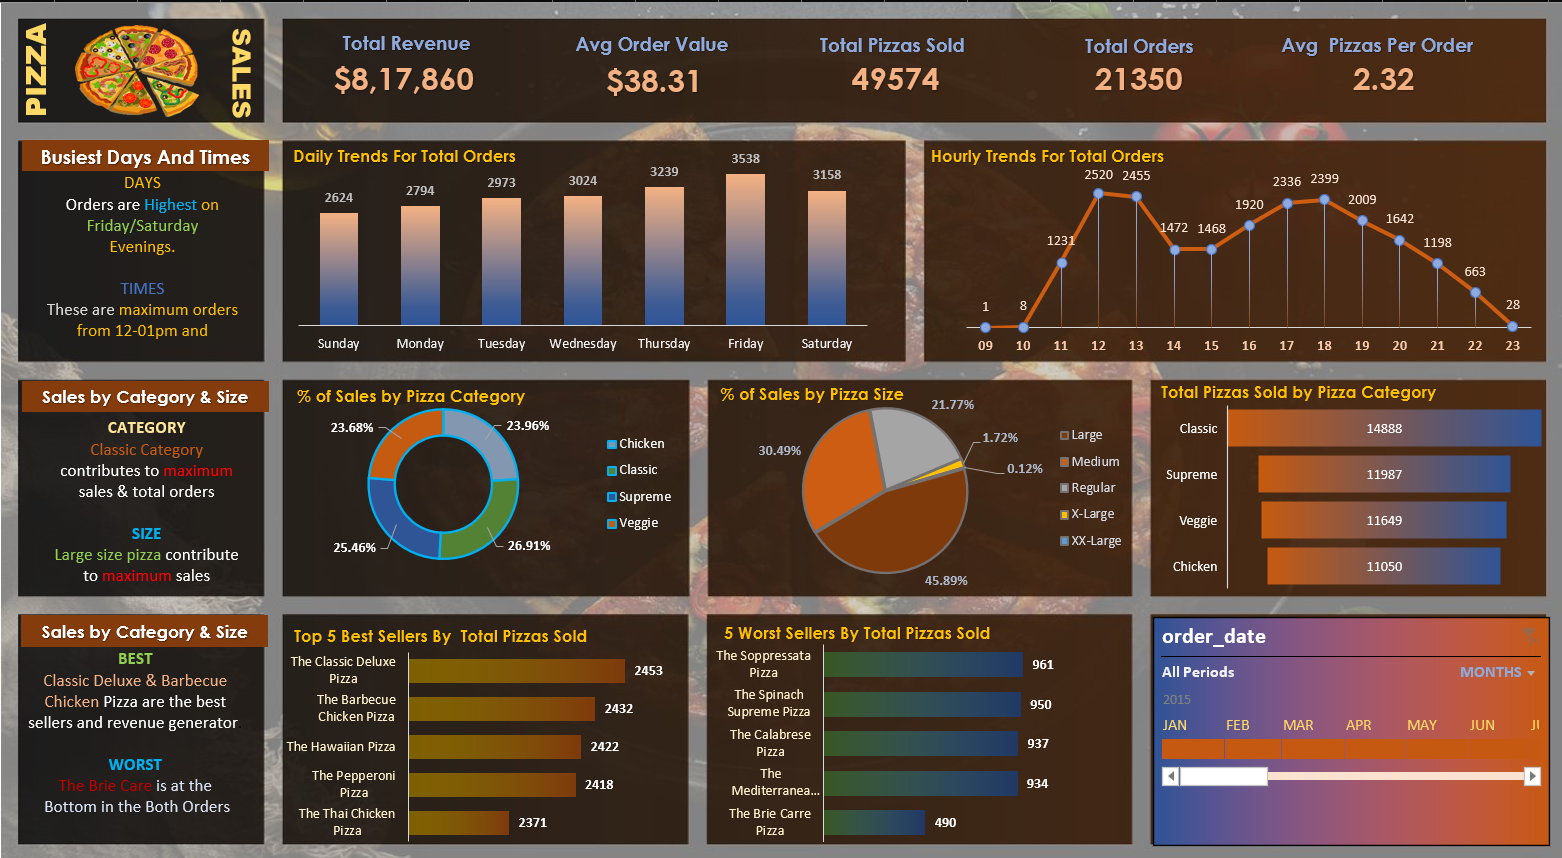 PIZZA
SALES
Total Revenue
$8,17,860
Avg Order Value
$38.31
Total Pizzas Sold
49574
Total Orders
21350
Avg  Pizzas Per Order
2.32
Busiest Days And Times
DAYS
Orders are Highest on
Friday/Saturday
Evenings.
TIMES
These are maximum orders
from 12-01pm and
Daily Trends For Total Orders
2624
2794
2973
3024
3239
3538
3158
Sunday
Monday
Tuesday
Wednesday
Thursday
Friday
Saturday
Hourly Trends For Total Orders
1
8
1231
2520
2455
1472
1468
1920
2336
2399
2009
1642
1198
663
28
09
10
11
12
13
14
15
16
17
18
19
20
21
22
23
Sales by Category & Size
CATEGORY
Classic Category
contributes to maxImum
sales & total orders
SIZE
Large size pizza contribute
to maximum sales
% of Sales by Pizza Category
23.68%
23.96%
25.46%
26.91%
Chicken
Classic
Supreme
Veggie
% of Sales by Pizza Size
21.77%
1.72%
0.12%
30.49%
45.89%
Large
Medium
Regular
X-Large
XX-Large
Total Pizzas Sold by Pizza Category
Classic
14888
Supreme
11987
Veggie
11649
Chicken
11050
Sales by Category & Size
BEST
Classic Deluxe & Barbecue
Chicken Pizza are the best
sellers and revenue generator.
WORST
The Brie Care is at the
Bottom in the Both Orders
Top 5 Best Sellers By  Total Pizzas Sold
The Classic Deluxe
Pizza
2453
The Barbecue
Chicken Pizza
2432
The Hawaiian Pizza
2422
The Pepperoni
Pizza
2418
The Thai Chicken
Pizza
2371
5 Worst Sellers By Total Pizzas Sold
The Soppressata
Pizza
961
The Spinach
Supreme Pizza
950
The Calabrese
Pizza
937
The
Mediterranea...
934
The Brie Carre
Pizza
490
order_date
All Periods
MONTHS
2015
JAN
FEB
MAR
APR
MAY
JUN